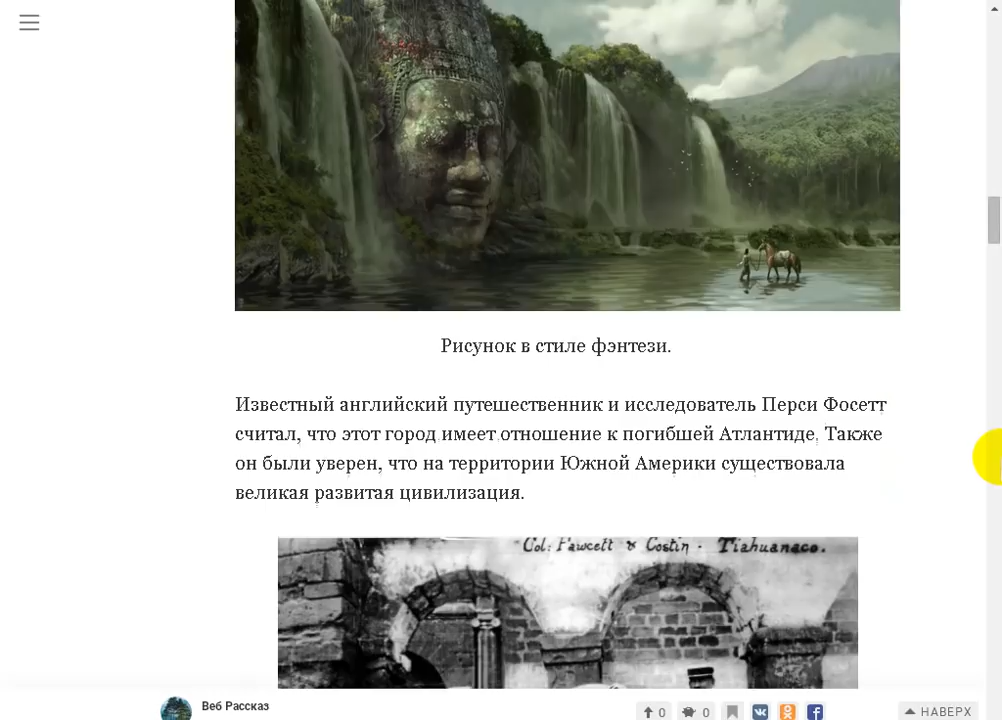 Рисунок в стиле фэнтези.
Известный английский путешественник и исследователь Перси Фосетт
считал, что этот город имеет отношение к погибшей Атлантиде. Также
он были уверен, что на территории Южной Америки существовала
великая развитая цивилизация.
Col: Fawcett & Costin - Tiahuanaco.
Веб Рассказ
0
0
НАВЕРХ